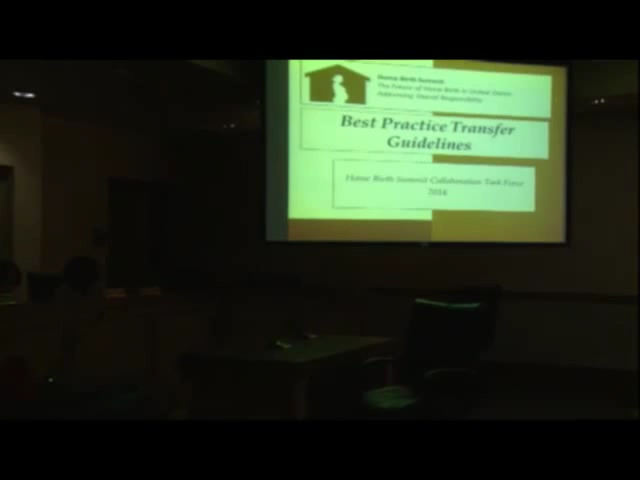 Home Birth Summit
The Future of Home Birth in United States
Addressing Shared Responsibility
Best Practice Transfer
Guidelines
Home Birth Summit Collaboration Task Force
2014